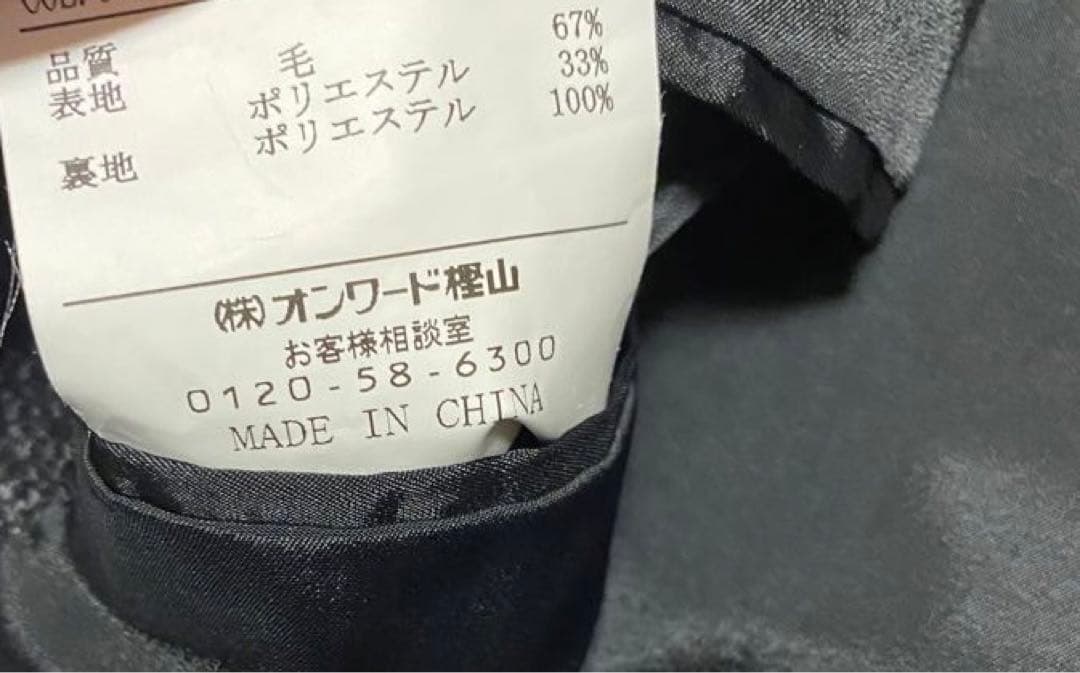 品質
表地 毛 67%
ポリエステル 33%
裏地 ポリエステル 100%
(株)オンワード樫山
お客様相談室
0120-58-6300
MADE IN CHINA